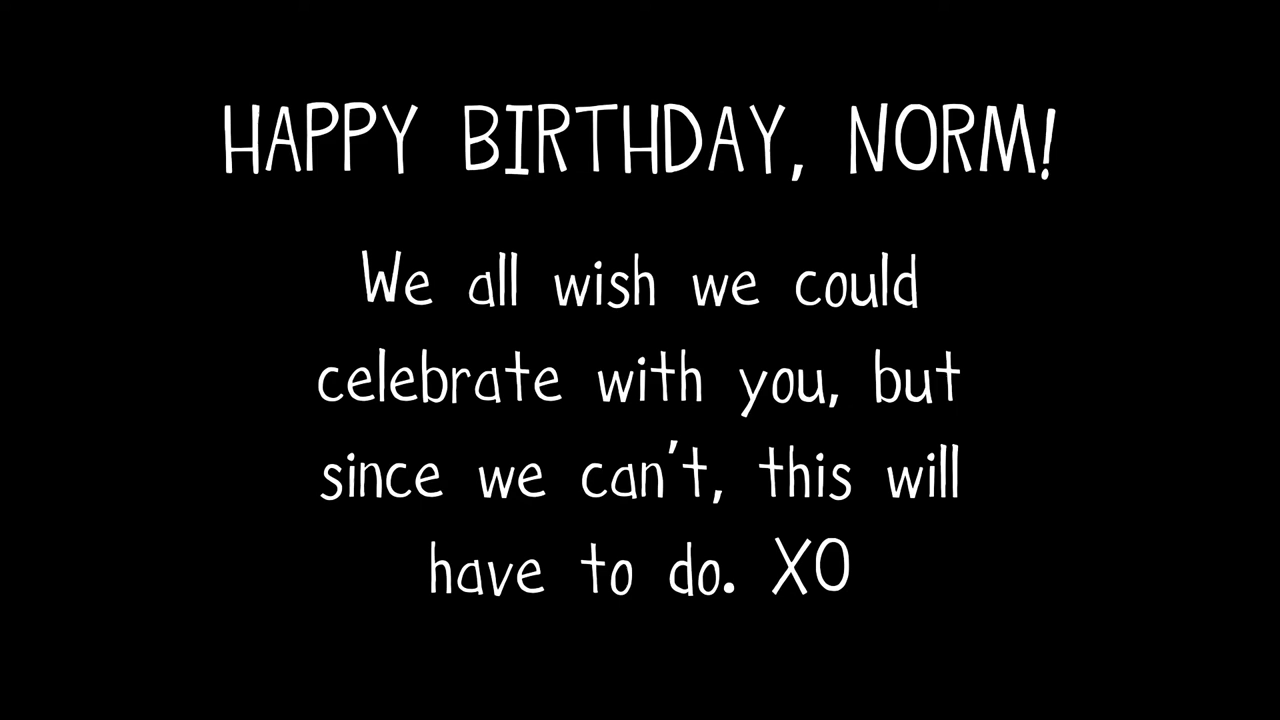 HAPPY BIRTHDAY, NORM!
We all wish we could
celebrate with you, but
since we can't, this will
have to do. XO